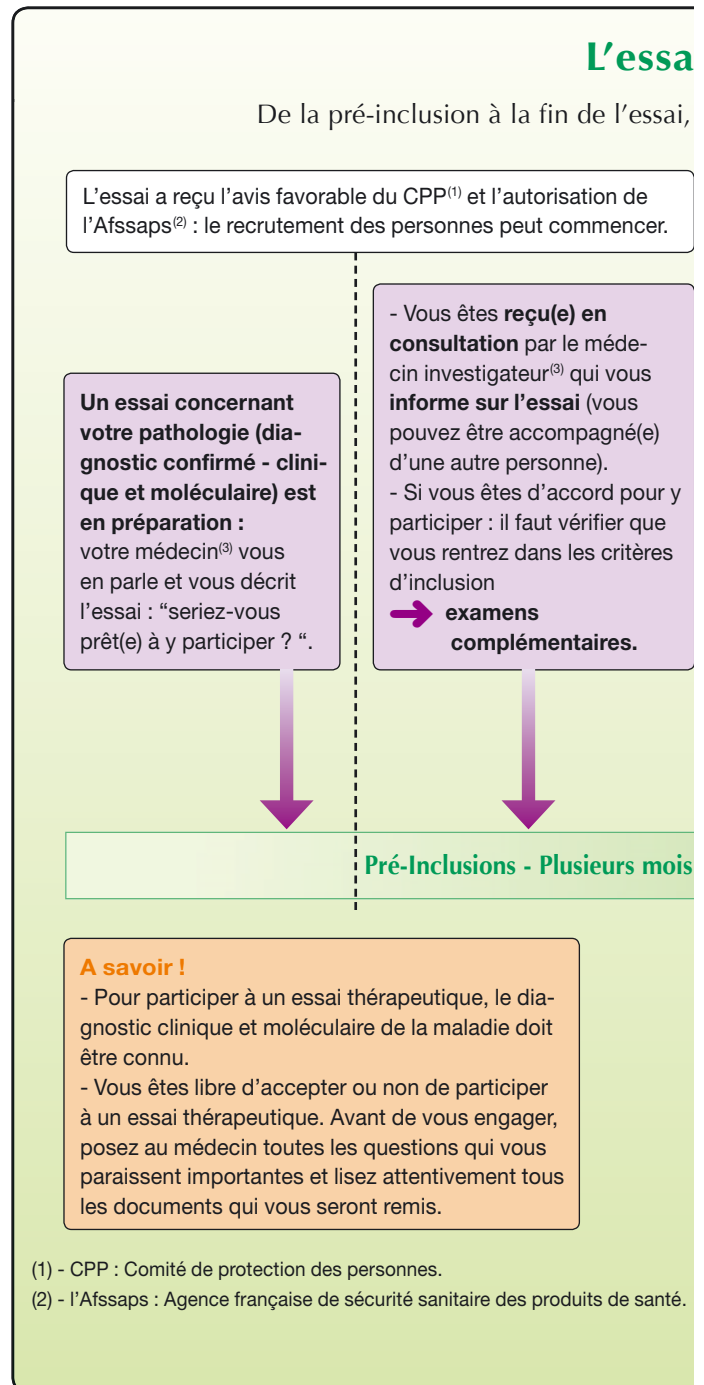 L'essa
De la pré-inclusion à la fin de l'essai,
L'essai a reçu l'avis favorable du CPP(1) et l'autorisation de
l'Afssaps(2) : le recrutement des personnes peut commencer.
Un essai concernant
votre pathologie (dia-
gnostic confirmé - clini-
que et moléculaire) est
en préparation :
votre médecin(3) vous
en parle et vous décrit
l'essai : “seriez-vous
prêt(e) à y participer ? “.
- Vous êtes reçu(e) en
consultation par le méde-
cin investigateur(3) qui vous
informe sur l'essai (vous
pouvez être accompagné(e)
d'une autre personne).
- Si vous êtes d'accord pour y
participer : il faut vérifier que
vous rentrez dans les critères
d'inclusion
examens
complémentaires.
Pré-Inclusions - Plusieurs mois
A savoir !
- Pour participer à un essai thérapeutique, le dia-
gnostic clinique et moléculaire de la maladie doit
être connu.
- Vous êtes libre d'accepter ou non de participer
à un essai thérapeutique. Avant de vous engager,
posez au médecin toutes les questions qui vous
paraissent importantes et lisez attentivement tous
les documents qui vous seront remis.
(1) - CPP : Comité de protection des personnes.
(2) - l'Afssaps : Agence française de sécurité sanitaire des produits de santé.